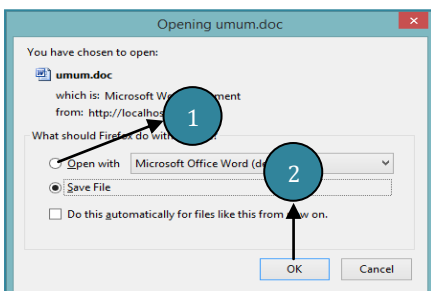 Opening umum.doc
You have chosen to open:
umum.doc
which is: Microsoft W ment
from: http://localhos
What should Firefox do wit
1
Open with Microsoft Office Word (de
2
Save File
Do this automatically for files like this from now on.
OK Cancel